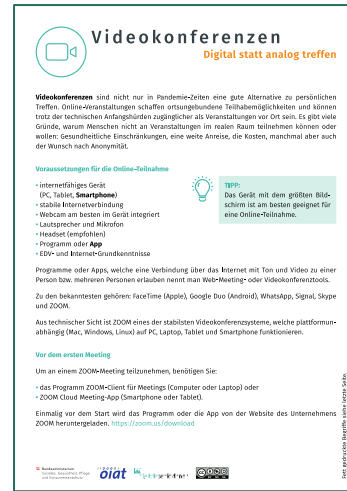 Videokonferenzen
Digital statt analog treffen
Videokonferenzen sind nicht nur in Pandemie-Zeiten eine gute Alternative zu persönlichen
Treffen. Online-Veranstaltungen schaffen ortsungebundene Teilhabemöglichkeiten und können
trotz der technischen Anfangshürden zugänglicher als Veranstaltungen vor Ort sein. Es gibt viele
Gründe, warum Menschen nicht an Veranstaltungen im realen Raum teilnehmen können oder
wollen: Gesundheitliche Einschränkungen, eine weite Anreise, die Kosten, manchmal aber auch
der Wunsch nach Anonymität.
Voraussetzungen für die Online-Teilnahme
• internetfähiges Gerät
(PC, Tablet, Smartphone)
• stabile Internetverbindung
• Webcam am besten im Gerät integriert
• Lautsprecher und Mikrofon
• Headset (empfohlen)
• Programm oder App
• EDV- und Internet-Grundkenntnisse
TIPP:
Das Gerät mit dem größten Bild-
schirm ist am besten geeignet für
eine Online-Teilnahme.
Programme oder Apps, welche eine Verbindung über das Internet mit Ton und Video zu einer
Person bzw. mehreren Personen erlauben nennt man Web-Meeting- oder Videokonferenztools.
Zu den bekanntesten gehören: FaceTime (Apple), Google Duo (Android), WhatsApp, Signal, Skype
und ZOOM.
Aus technischer Sicht ist ZOOM eines der stabilsten Videokonferenzsysteme, welche plattformun-
abhängig (Mac, Windows, Linux) auf PC, Laptop, Tablet und Smartphone funktionieren.
Vor dem ersten Meeting
Um an einem ZOOM-Meeting teilzunehmen, benötigen Sie:
• das Programm ZOOM-Client für Meetings (Computer oder Laptop) oder
• ZOOM Cloud Meeting-App (Smartphone oder Tablet).
Einmalig vor dem Start wird das Programm oder die App von der Website des Unternehmens
ZOOM heruntergeladen. https://zoom.us/download
Fett gedruckte Begriffe siehe letzte Seite.
Bundesministerium
Soziales, Gesundheit, Pflege
und Konsumentenschutz
oiat